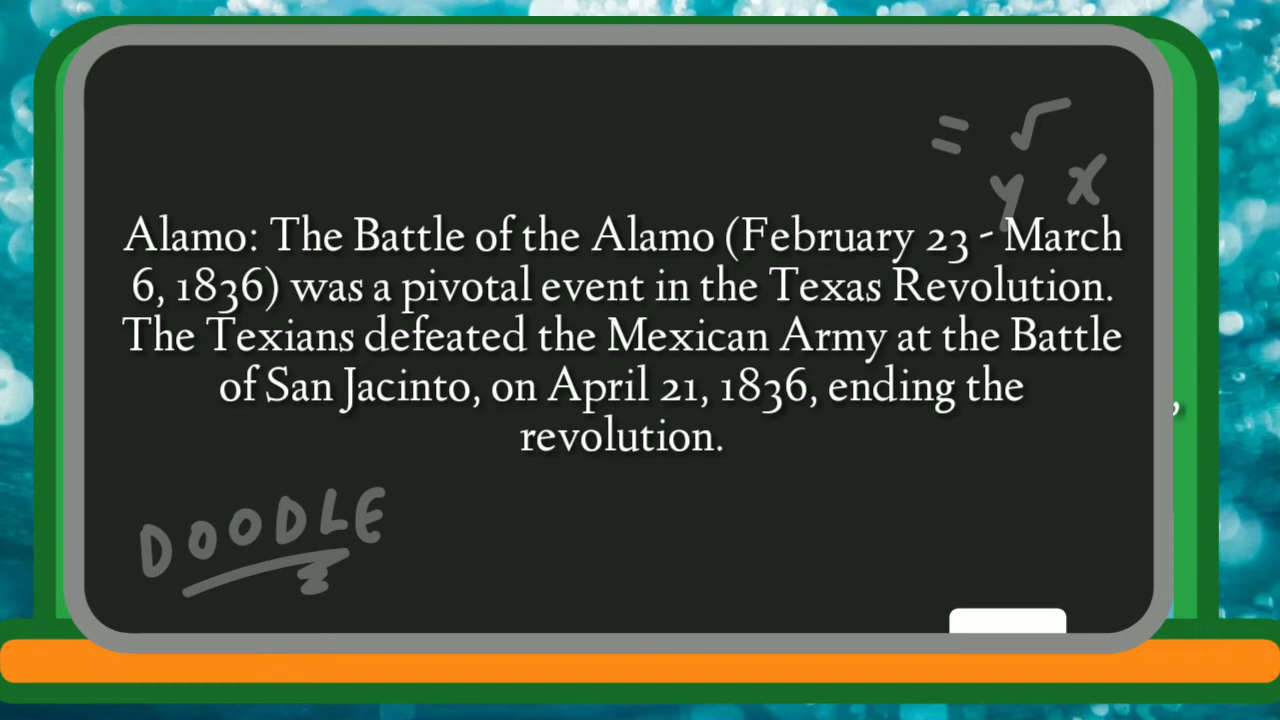 = √
y x
Alamo: The Battle of the Alamo (February 23 - March
6, 1836) was a pivotal event in the Texas Revolution.
The Texians defeated the Mexican Army at the Battle
of San Jacinto, on April 21, 1836, ending the
revolution.
,
DOODLE